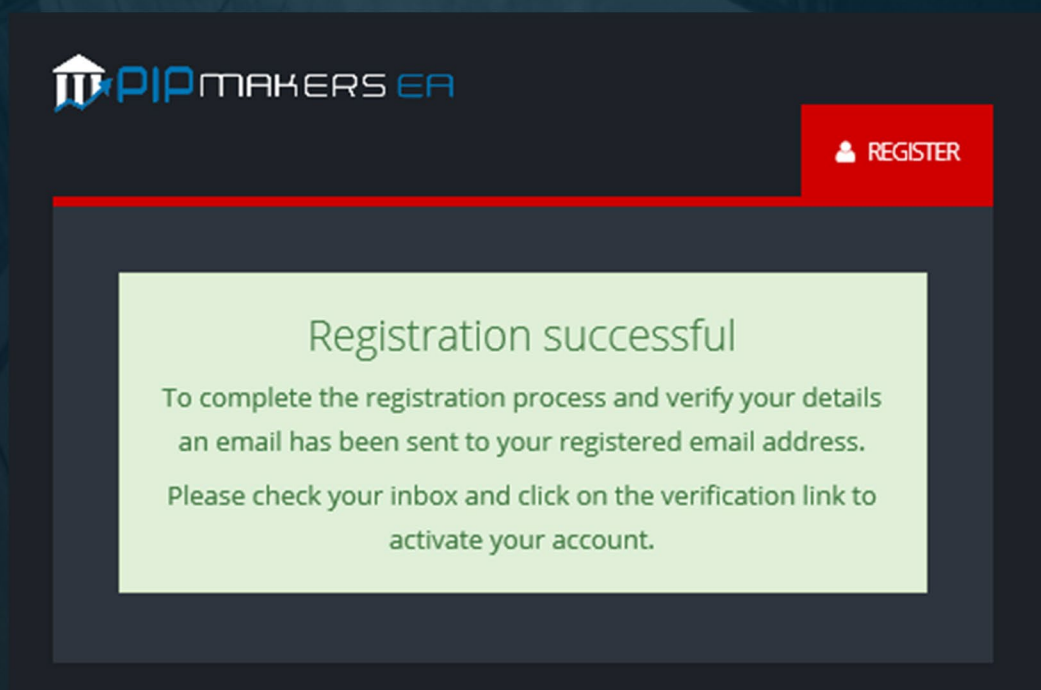 PIPMAKERS EA
REGISTER
Registration successful
To complete the registration process and verify your details
an email has been sent to your registered email address.
Please check your inbox and click on the verification link to
activate your account.